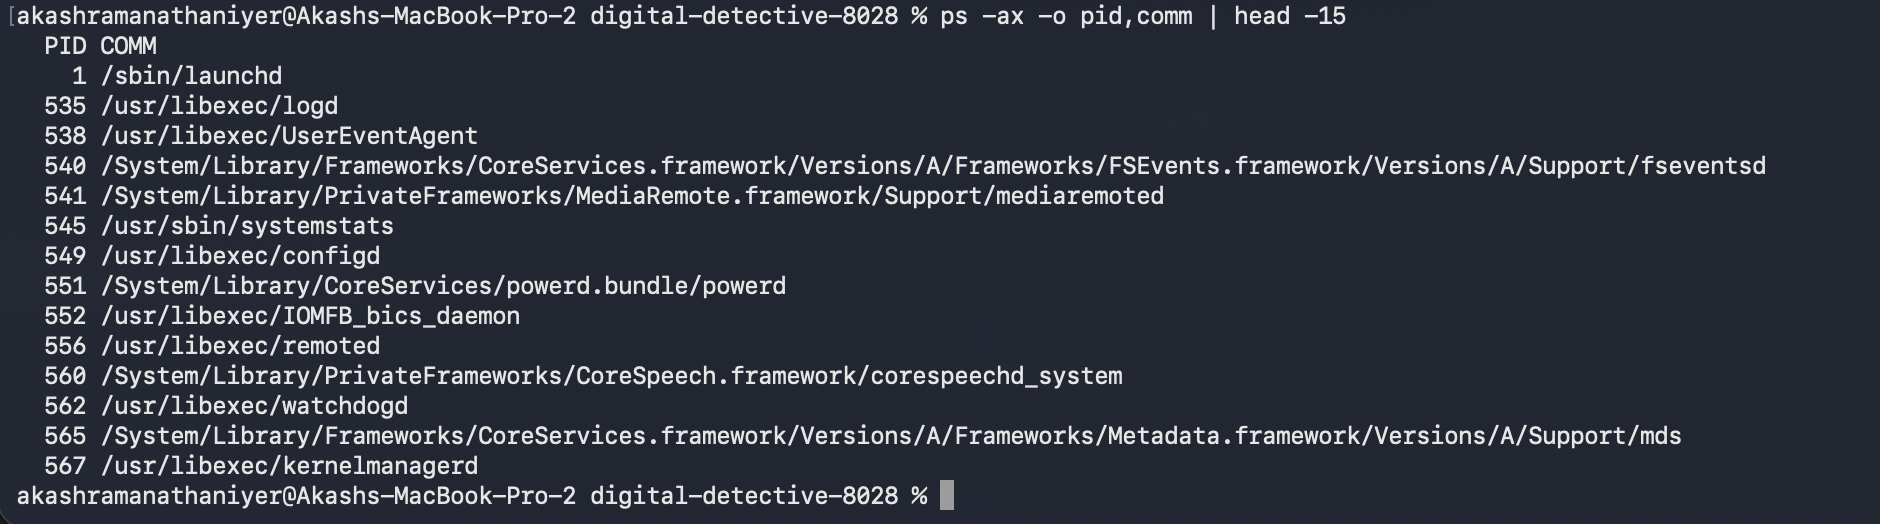 [akashramanathaniyer@Akashs-MacBook-Pro-2 digital-detective-8028 % ps -ax -o pid,comm | head -15
  PID COMM
    1 /sbin/launchd
  535 /usr/libexec/logd
  538 /usr/libexec/UserEventAgent
  540 /System/Library/Frameworks/CoreServices.framework/Versions/A/Frameworks/FSEvents.framework/Versions/A/Support/fseventsd
  541 /System/Library/PrivateFrameworks/MediaRemote.framework/Support/mediaremoted
  545 /usr/sbin/systemstats
  549 /usr/libexec/configd
  551 /System/Library/CoreServices/powerd.bundle/powerd
  552 /usr/libexec/IOMFB_bics_daemon
  556 /usr/libexec/remoted
  560 /System/Library/PrivateFrameworks/CoreSpeech.framework/corespeechd_system
  562 /usr/libexec/watchdogd
  565 /System/Library/Frameworks/CoreServices.framework/Versions/A/Frameworks/Metadata.framework/Versions/A/Support/mds
  567 /usr/libexec/kernelmanagerd
akashramanathaniyer@Akashs-MacBook-Pro-2 digital-detective-8028 %